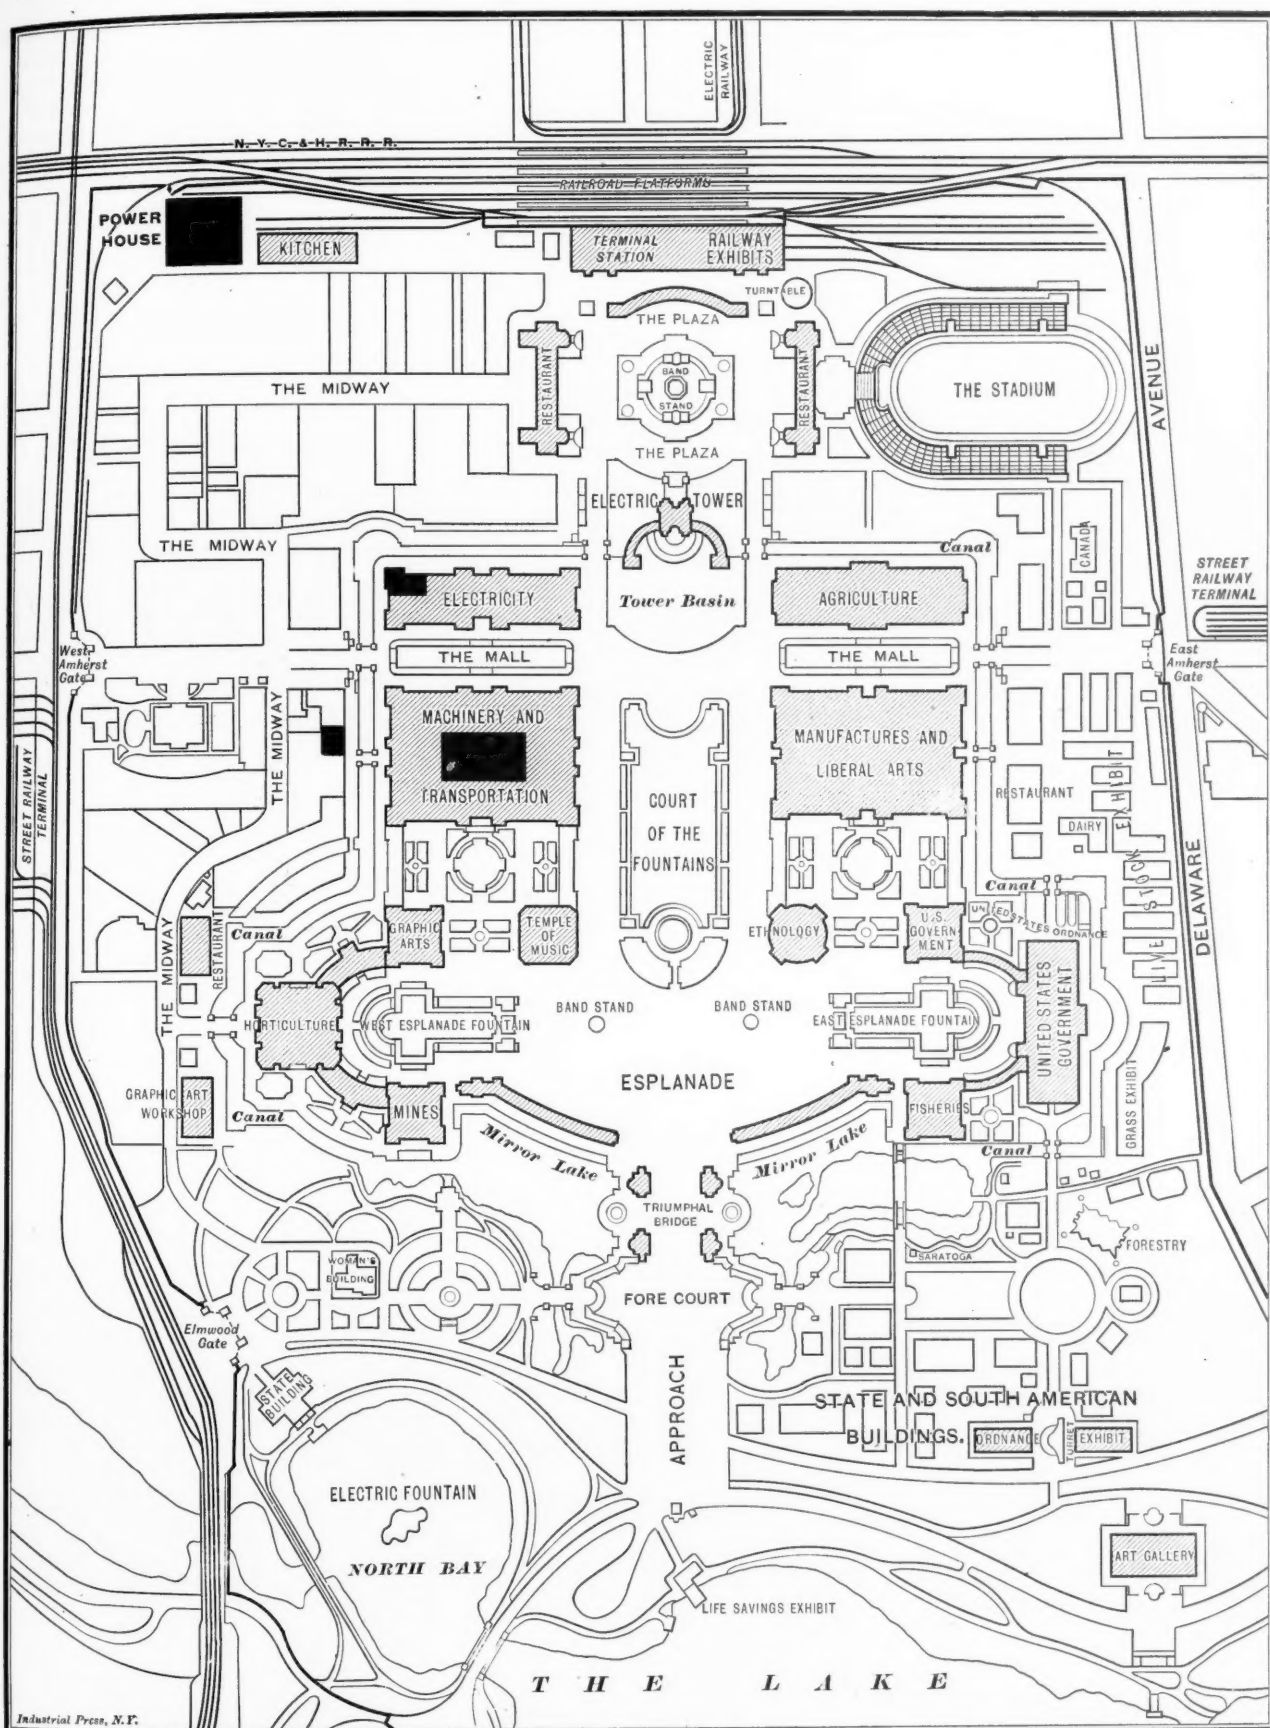 ELECTRIC
RAILWAY
N. Y. C. & H. R. R. R.
RAILROAD PLATFORMS
POWER
HOUSE
KITCHEN
TERMINAL
STATION
RAILWAY
EXHIBITS
TURNTABLE
THE PLAZA
RESTAURANT
BAND
STAND
RESTAURANT
THE STADIUM
AVENUE
THE MIDWAY
THE PLAZA
ELECTRIC TOWER
THE MIDWAY
Canal
CANADA
STREET
RAILWAY
TERMINAL
ELECTRICITY
Tower Basin
AGRICULTURE
West
Amherst
Gate
THE MALL
THE MALL
East
Amherst
Gate
THE MIDWAY
MACHINERY AND
TRANSPORTATION
COURT
OF THE
FOUNTAINS
MANUFACTURES AND
LIBERAL ARTS
RESTAURANT
DAIRY
LIVE STOCK EXHIBIT
STREET RAILWAY
TERMINAL
DELAWARE
Canal
THE MIDWAY
RESTAURANT
Canal
GRAPHIC
ARTS
TEMPLE
OF
MUSIC
ETHNOLOGY
U.S.
GOVERN-
MENT
UNITED STATES ORDNANCE
HORTICULTURE
WEST ESPLANADE FOUNTAIN
BAND STAND
BAND STAND
EAST ESPLANADE FOUNTAIN
UNITED STATES
GOVERNMENT
ESPLANADE
GRAPHIC ART
WORKSHOP
Canal
MINES
FISHERIES
GRASS EXHIBIT
Mirror Lake
Mirror Lake
Canal
TRIUMPHAL
BRIDGE
WOMAN'S
BUILDING
SARATOGA
FORESTRY
FORE COURT
Elmwood
Gate
STATE
BUILDING
APPROACH
STATE AND SOUTH AMERICAN
BUILDINGS.
ORDNANCE
TURRET
EXHIBIT
ELECTRIC FOUNTAIN
NORTH BAY
ART GALLERY
LIFE SAVINGS EXHIBIT
THE LAKE
Industrial Press, N.Y.